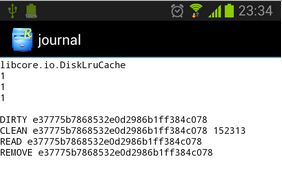 23:34
journal
libcore.io.DiskLruCache
1
1
1
DIRTY e37775b7868532e0d2986b1ff384c078
CLEAN e37775b7868532e0d2986b1ff384c078 152313
READ e37775b7868532e0d2986b1ff384c078
REMOVE e37775b7868532e0d2986b1ff384c078